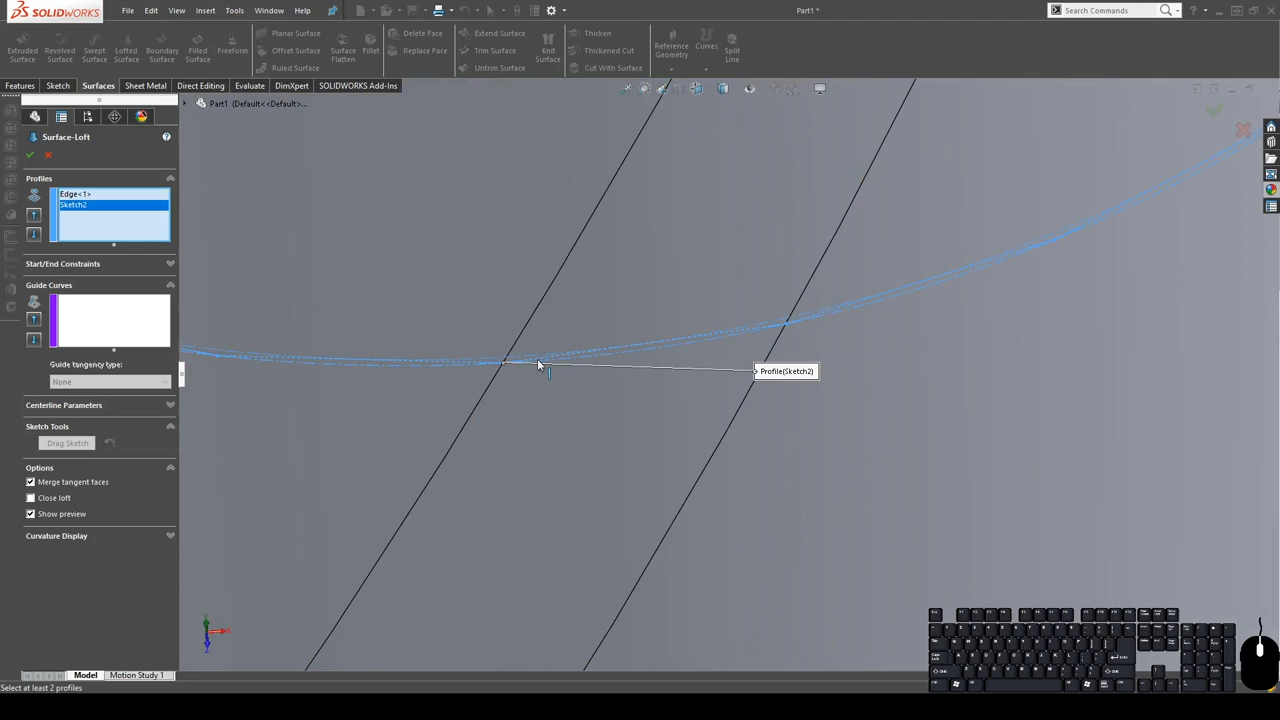 SOLIDWORKS
File Edit View Insert Tools Window Help
Part1 *
Search Commands
Extruded Surface
Revolved Surface
Swept Surface
Lofted Surface
Boundary Surface
Filled Surface
Freeform
Planar Surface
Offset Surface
Ruled Surface
Surface Flatten
Fillet
Delete Face
Replace Face
Extend Surface
Trim Surface
Untrim Surface
Knit Surface
Thicken
Thickened Cut
Cut With Surface
Reference Geometry
Curves
Split Line
Features Sketch Surfaces Sheet Metal Direct Editing Evaluate DimXpert SOLIDWORKS Add-Ins
Part1 (Default<<Default>...
Surface-Loft
Profiles
Edge<1>
Sketch2
Start/End Constraints
Guide Curves
Guide tangency type:
None
Centerline Parameters
Sketch Tools
Drag Sketch
Options
Merge tangent faces
Close loft
Show preview
Curvature Display
Profile(Sketch2)
Model Motion Study 1
Select at least 2 profiles